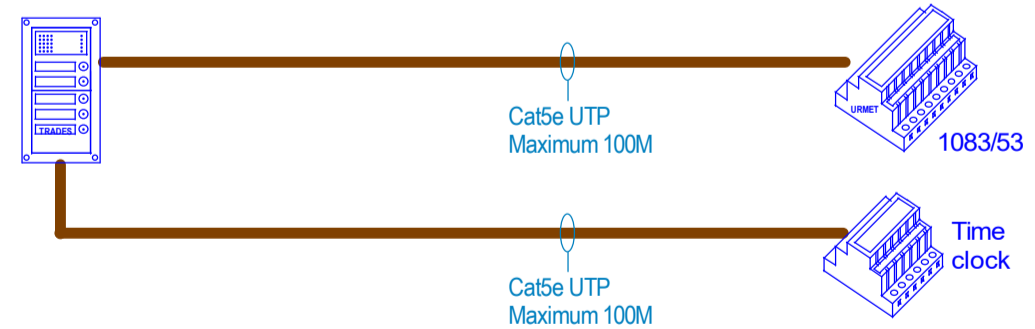 TRADES
Cat5e UTP
Maximum 100M
URMET
1083/53
Cat5e UTP
Maximum 100M
Time
clock